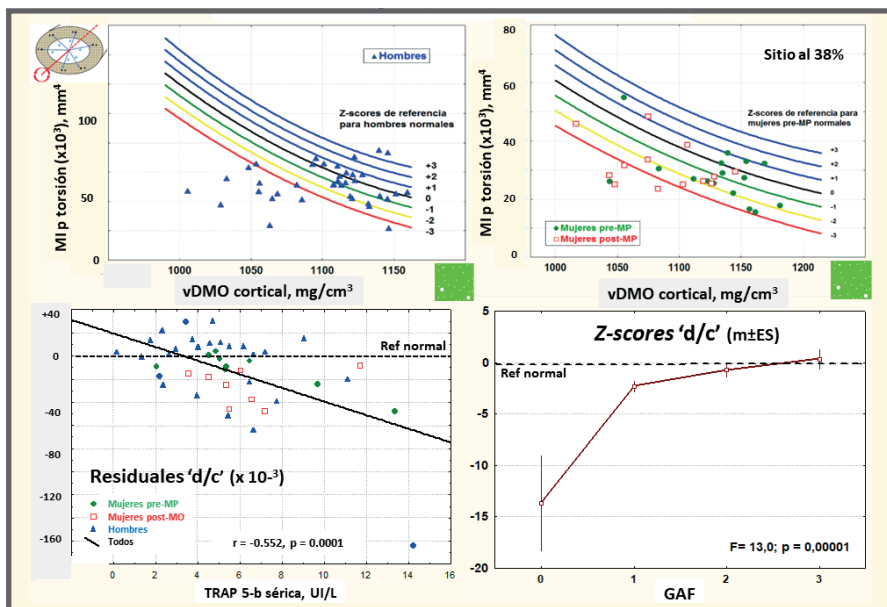 MI p torsión (x10³), mm⁴
100
50
0
1000
1050
1100
1150
vDMO cortical, mg/cm³
Hombres
Z-scores de referencia
para hombres normales
+3
+2
+1
0
-1
-2
-3
MI p torsión (x10³), mm⁴
80
60
40
20
0
1000
1050
1100
1150
1200
vDMO cortical, mg/cm³
Sitio al 38%
Z-scores de referencia para
mujeres pre-MP normales
+3
+2
+1
0
-1
-2
-3
Mujeres pre-MP
Mujeres post-MP
+40
0
-40
-80
-120
-160
Ref normal
Residuales 'd/c' (x 10-³)
Mujeres pre-MP
Mujeres post-MO
Hombres
Todos
r = -0.552, p = 0.0001
0
2
4
6
8
10
12
14
16
TRAP 5-b sérica, UI/L
5
0
-5
-10
-15
-20
Z-scores 'd/c' (m±ES)
Ref normal
F= 13,0; p = 0,00001
0
1
2
3
GAF